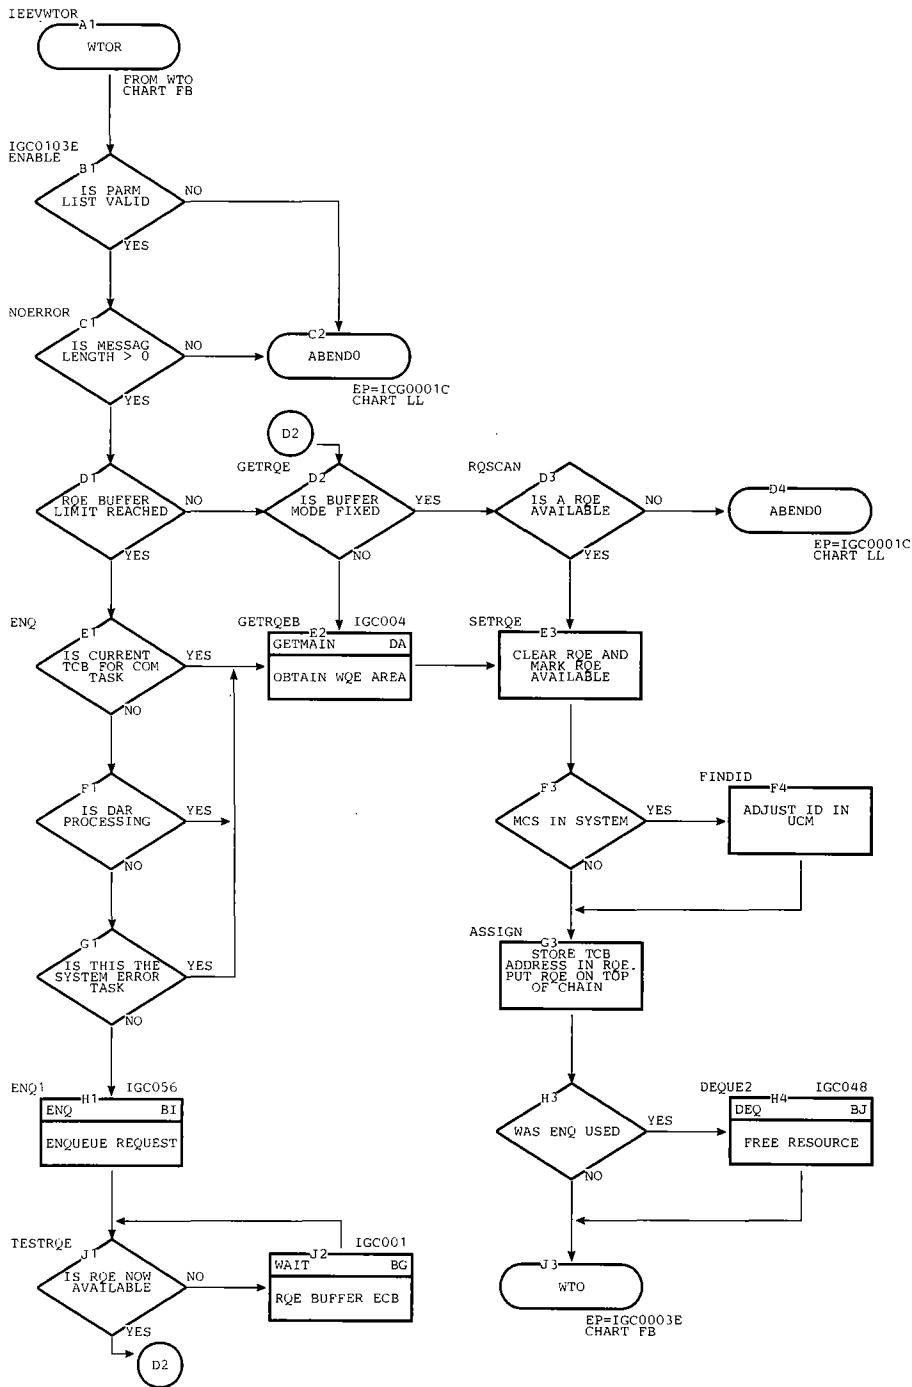 IEEVWTOR
A1
WTOR
FROM WTO
CHART FB
IGC0103E
ENABLE
B1
IS PARM
LIST VALID
NO
YES
NOERROR
C1
IS MESSAG
LENGTH > 0
NO
YES
C2
ABEND0
EP=ICG0001C
CHART LL
D2
D1
RQE BUFFER
LIMIT REACHED
NO
YES
GETRQE
D2
IS BUFFER
MODE FIXED
YES
NO
RQSCAN
D3
IS A RQE
AVAILABLE
NO
YES
D4
ABEND0
EP=IGC0001C
CHART LL
ENQ
E1
IS CURRENT
TCB FOR COM
TASK
YES
NO
GETRQEB
E2
IGC004
GETMAIN DA
OBTAIN WQE AREA
SETRQE
E3
CLEAR RQE AND
MARK RQE
AVAILABLE
F1
IS DAR
PROCESSING
YES
NO
F3
MCS IN SYSTEM
YES
NO
FINDID
F4
ADJUST ID IN
UCM
G1
IS THIS THE
SYSTEM ERROR
TASK
YES
NO
ASSIGN
G3
STORE TCB
ADDRESS IN RQE.
PUT RQE ON TOP
OF CHAIN
ENQ1
H1
IGC056
ENQ BI
ENQUEUE REQUEST
H3
WAS ENQ USED
YES
NO
DEQUE2
H4
IGC048
DEQ BJ
FREE RESOURCE
TESTRQE
J1
IS RQE NOW
AVAILABLE
NO
YES
J2
IGC001
WAIT BG
RQE BUFFER ECB
J3
WTO
EP=IGC0003E
CHART FB
D2